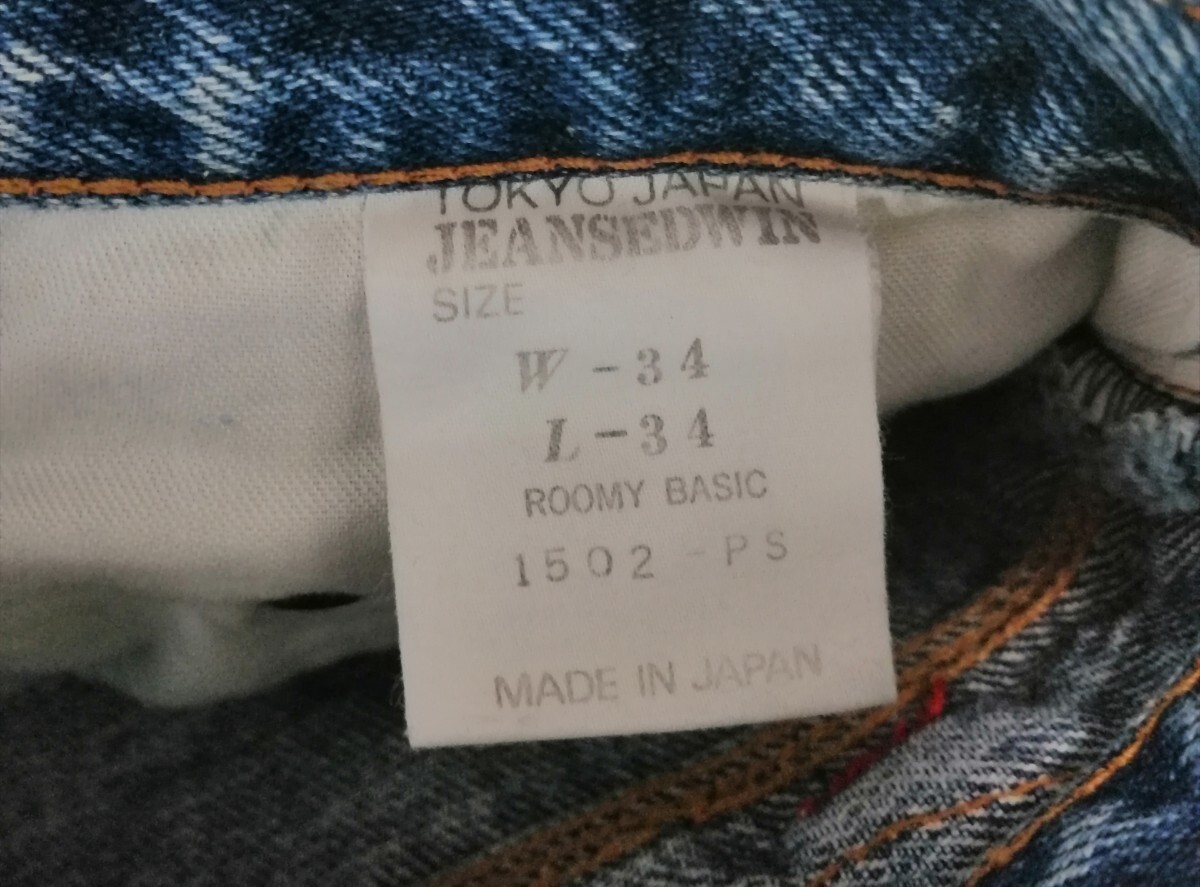 TOKYO JAPAN
JEANSEDWIN
SIZE
W-34
L-34
ROOMY BASIC
1502-PS
MADE IN JAPAN